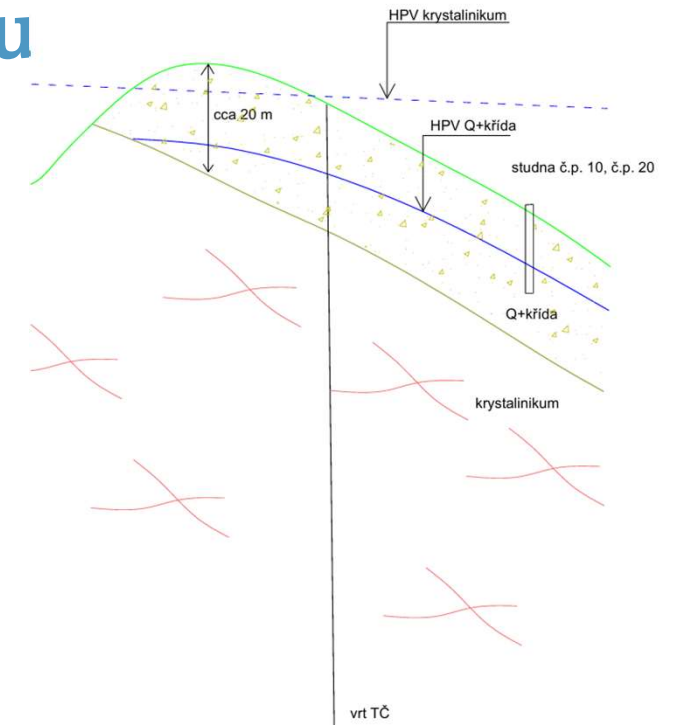 u
HPV krystalinikum
cca 20 m
HPV Q+křída
studna č.p. 10, č.p. 20
Q+křída
krystalinikum
vrt TČ